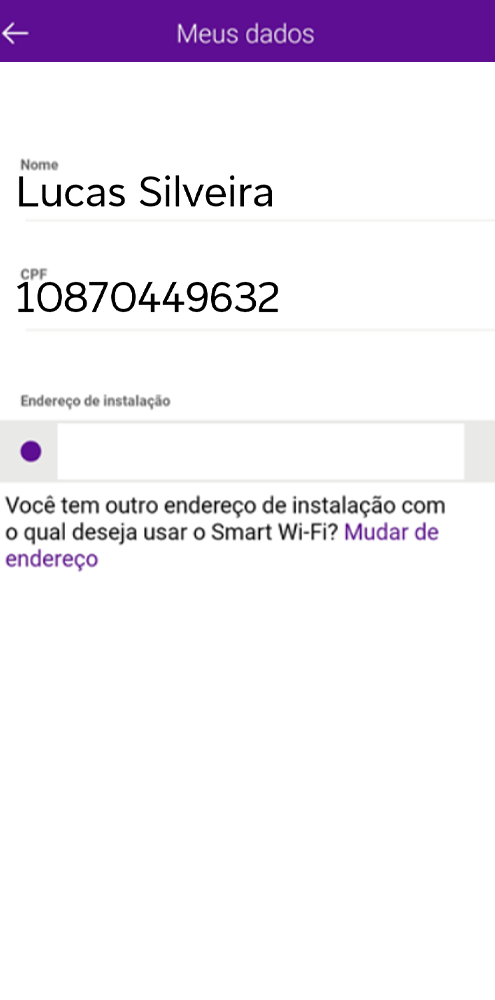 Meus dados
Nome
Lucas Silveira
CPF
10870449632
Endereço de instalação
Você tem outro endereço de instalação com
o qual deseja usar o Smart Wi-Fi? Mudar de
endereço